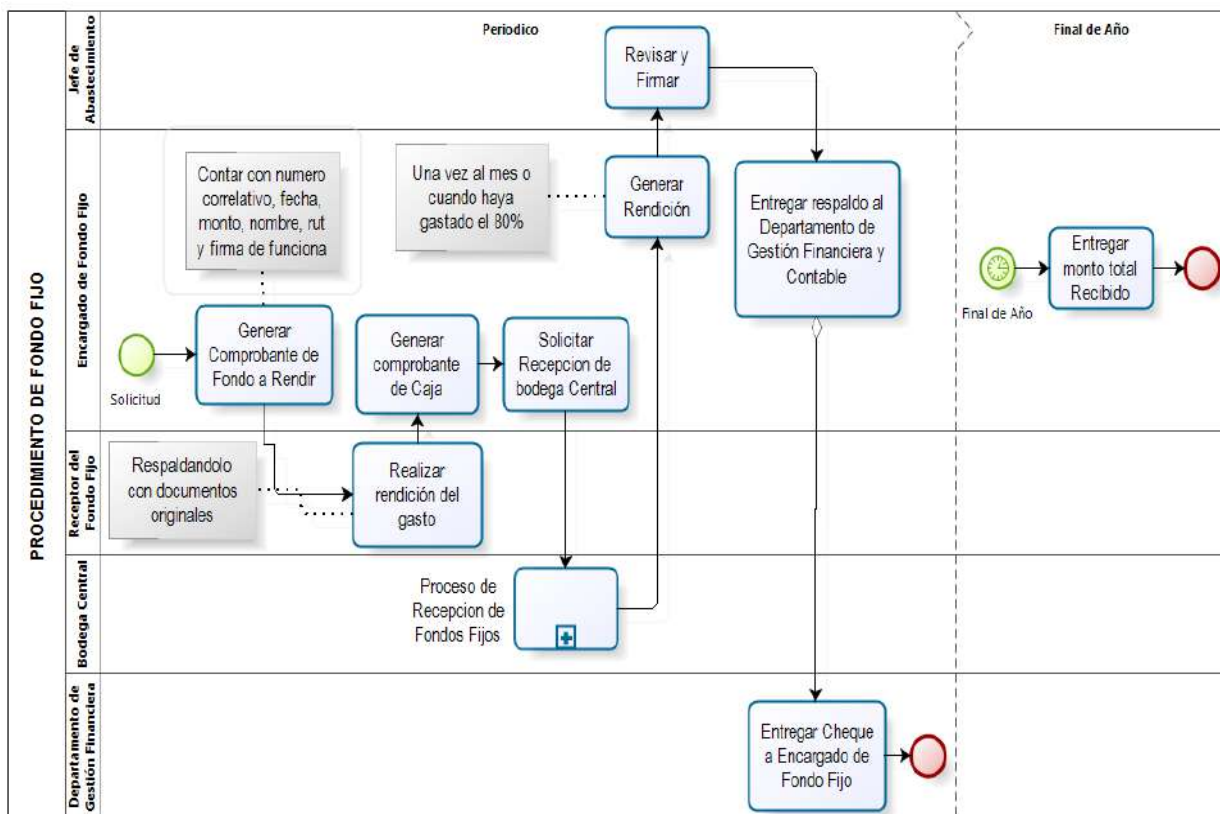 PROCEDIMIENTO DE FONDO FIJO
Periodico
Final de Año
Jefe de
Abastecimiento
Revisar y
Firmar
Encargado de Fondo Fijo
Contar con numero
correlativo, fecha,
monto, nombre, rut
y firma de funciona
Una vez al mes o
cuando haya
gastado el 80%
Generar
Rendición
Entregar respaldo al
Departamento de
Gestión Financiera y
Contable
Entregar
monto total
Recibido
Final de Año
Solicitud
Generar
Comprobante de
Fondo a Rendir
Generar
comprobante
de Caja
Solicitar
Recepcion de
bodega Central
Receptor del
Fondo Fijo
Respaldandolo
con documentos
originales
Realizar
rendición del
gasto
Bodega Central
Proceso de
Recepcion de
Fondos Fijos
Departamento de
Gestión Financiera
Entregar Cheque
a Encargado de
Fondo Fijo